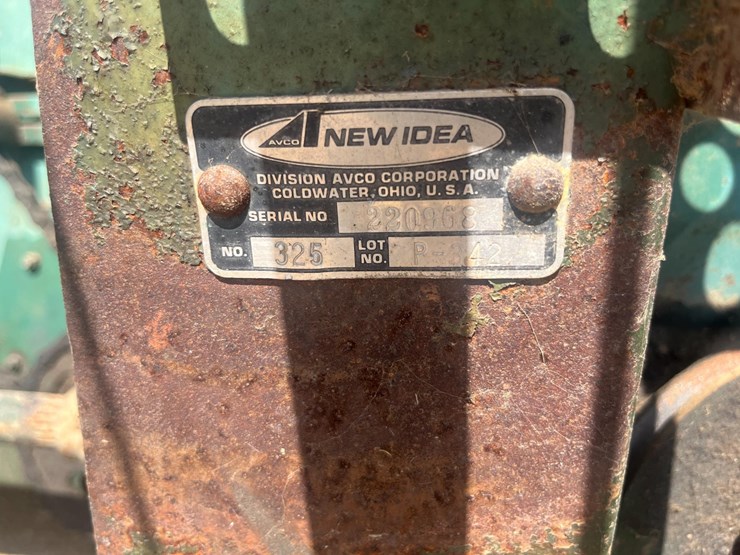 AVCO NEW IDEA
DIVISION AVCO CORPORATION
COLDWATER, OHIO, U. S. A.
SERIAL NO 220968
NO. 325 LOT NO.